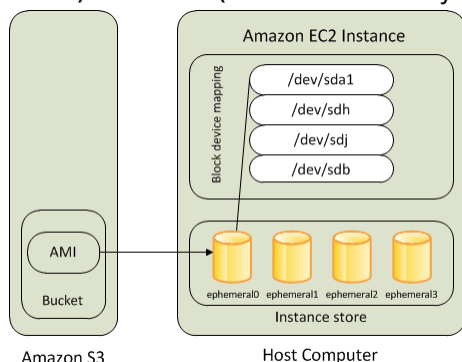 Amazon EC2 Instance
Block device mapping
/dev/sda1
/dev/sdh
/dev/sdj
/dev/sdb
AMI
Bucket
ephemeral0 ephemeral1 ephemeral2 ephemeral3
Instance store
Amazon S3
Host Computer